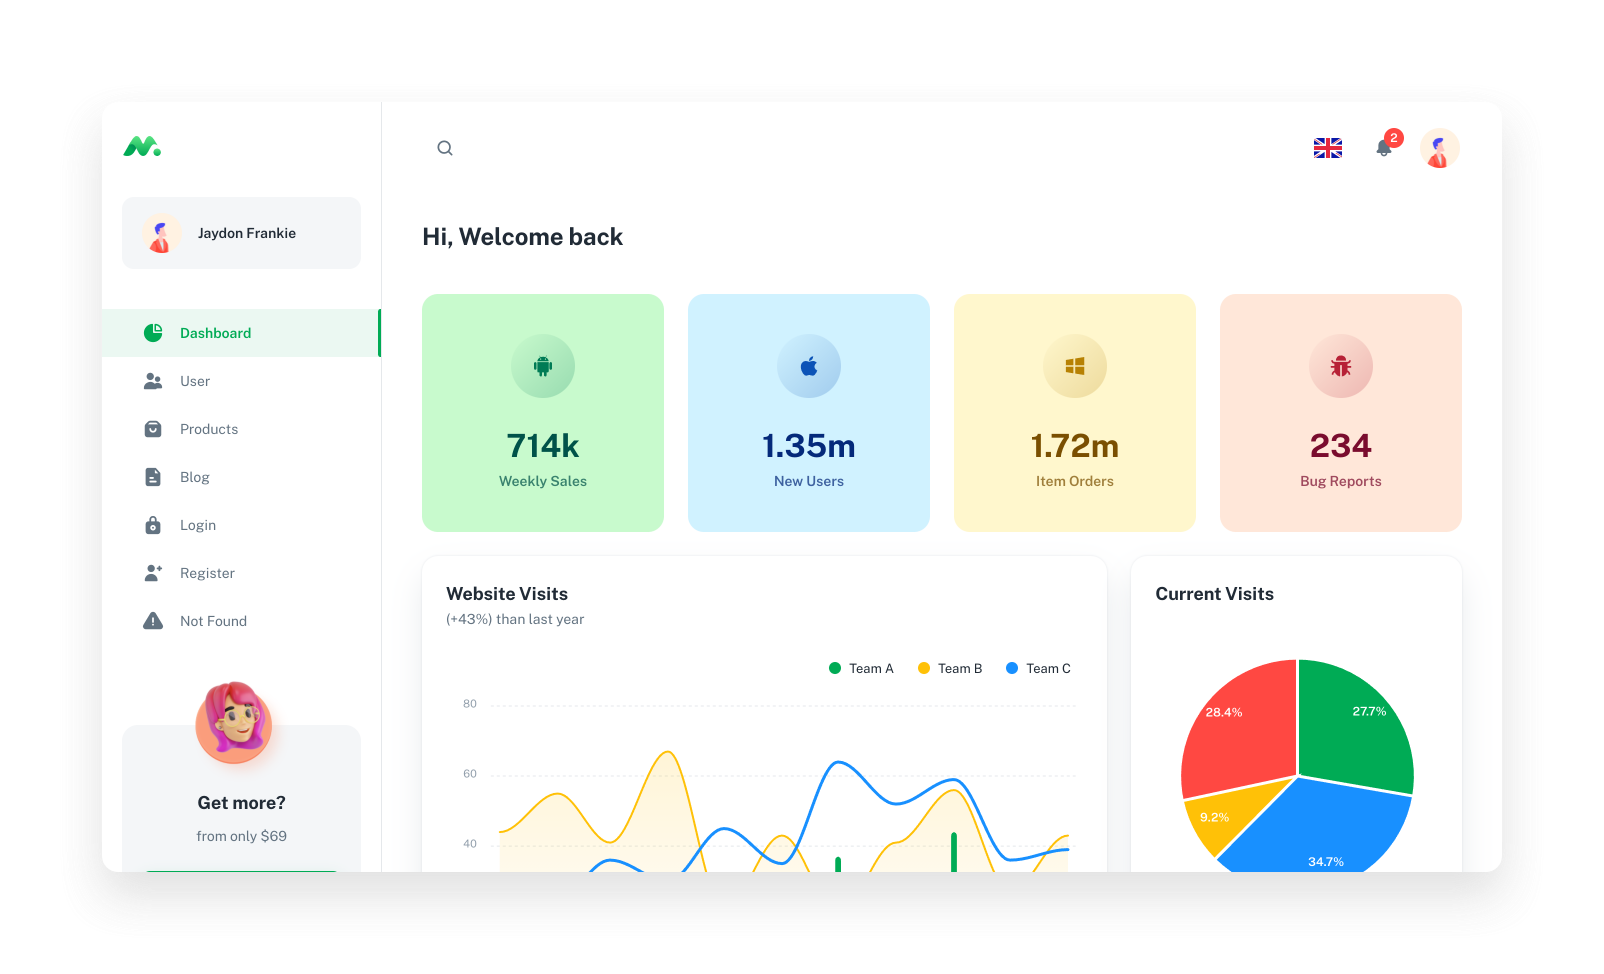 2
Jaydon Frankie
Hi, Welcome back
Dashboard
User
Products
Blog
Login
Register
Not Found
Get more?
from only $69
714k
Weekly Sales
1.35m
New Users
1.72m
Item Orders
234
Bug Reports
Website Visits
(+43%) than last year
Team A
Team B
Team C
80
60
40
Current Visits
28.4%
27.7%
9.2%
34.7%